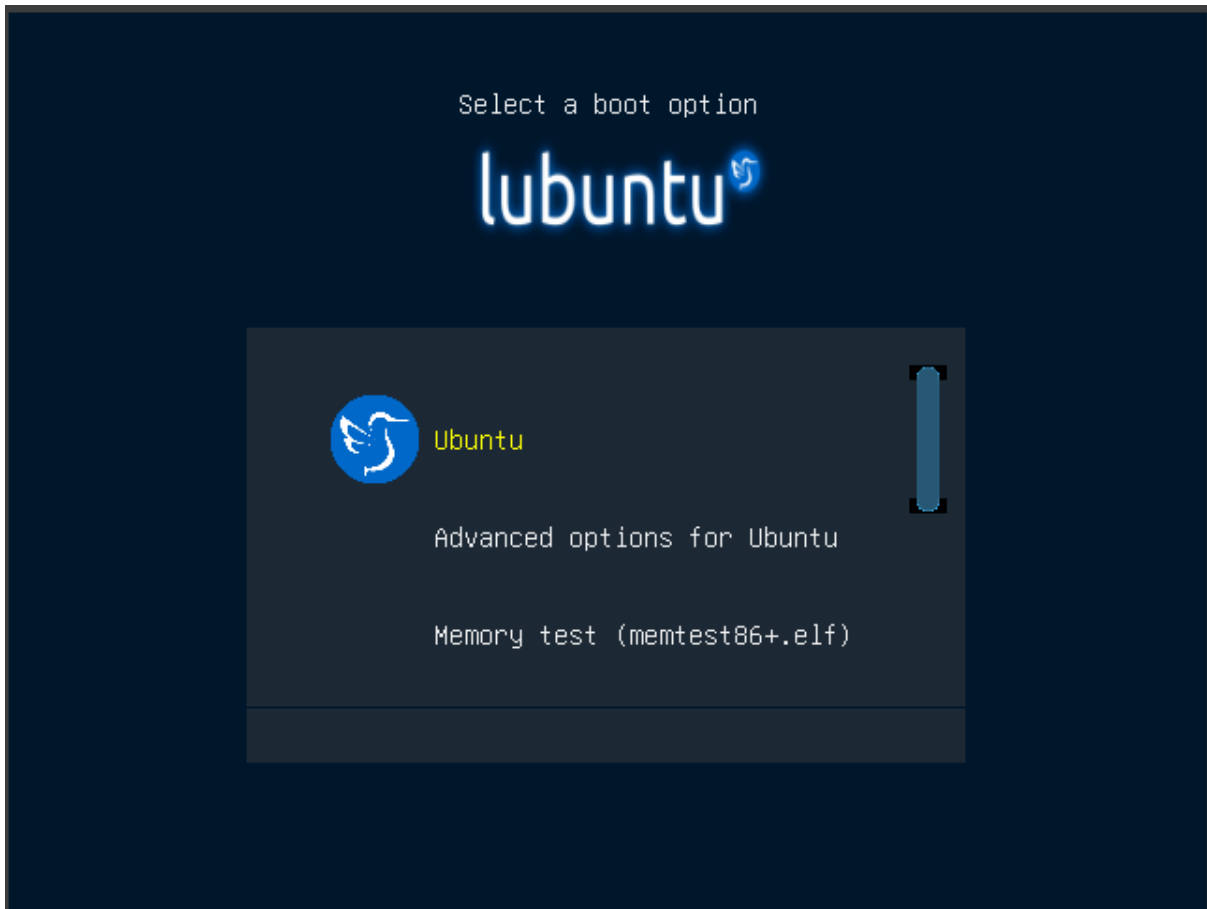 Select a boot option
lubuntu
Ubuntu
Advanced options for Ubuntu
Memory test (memtest86+.elf)